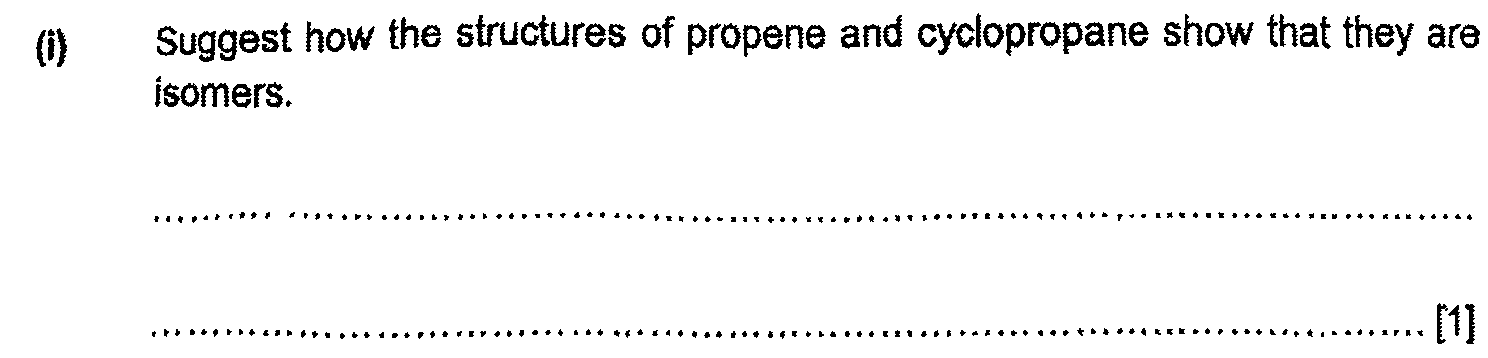 (i) Suggest how the structures of propene and cyclopropane show that they are
isomers.
[1]